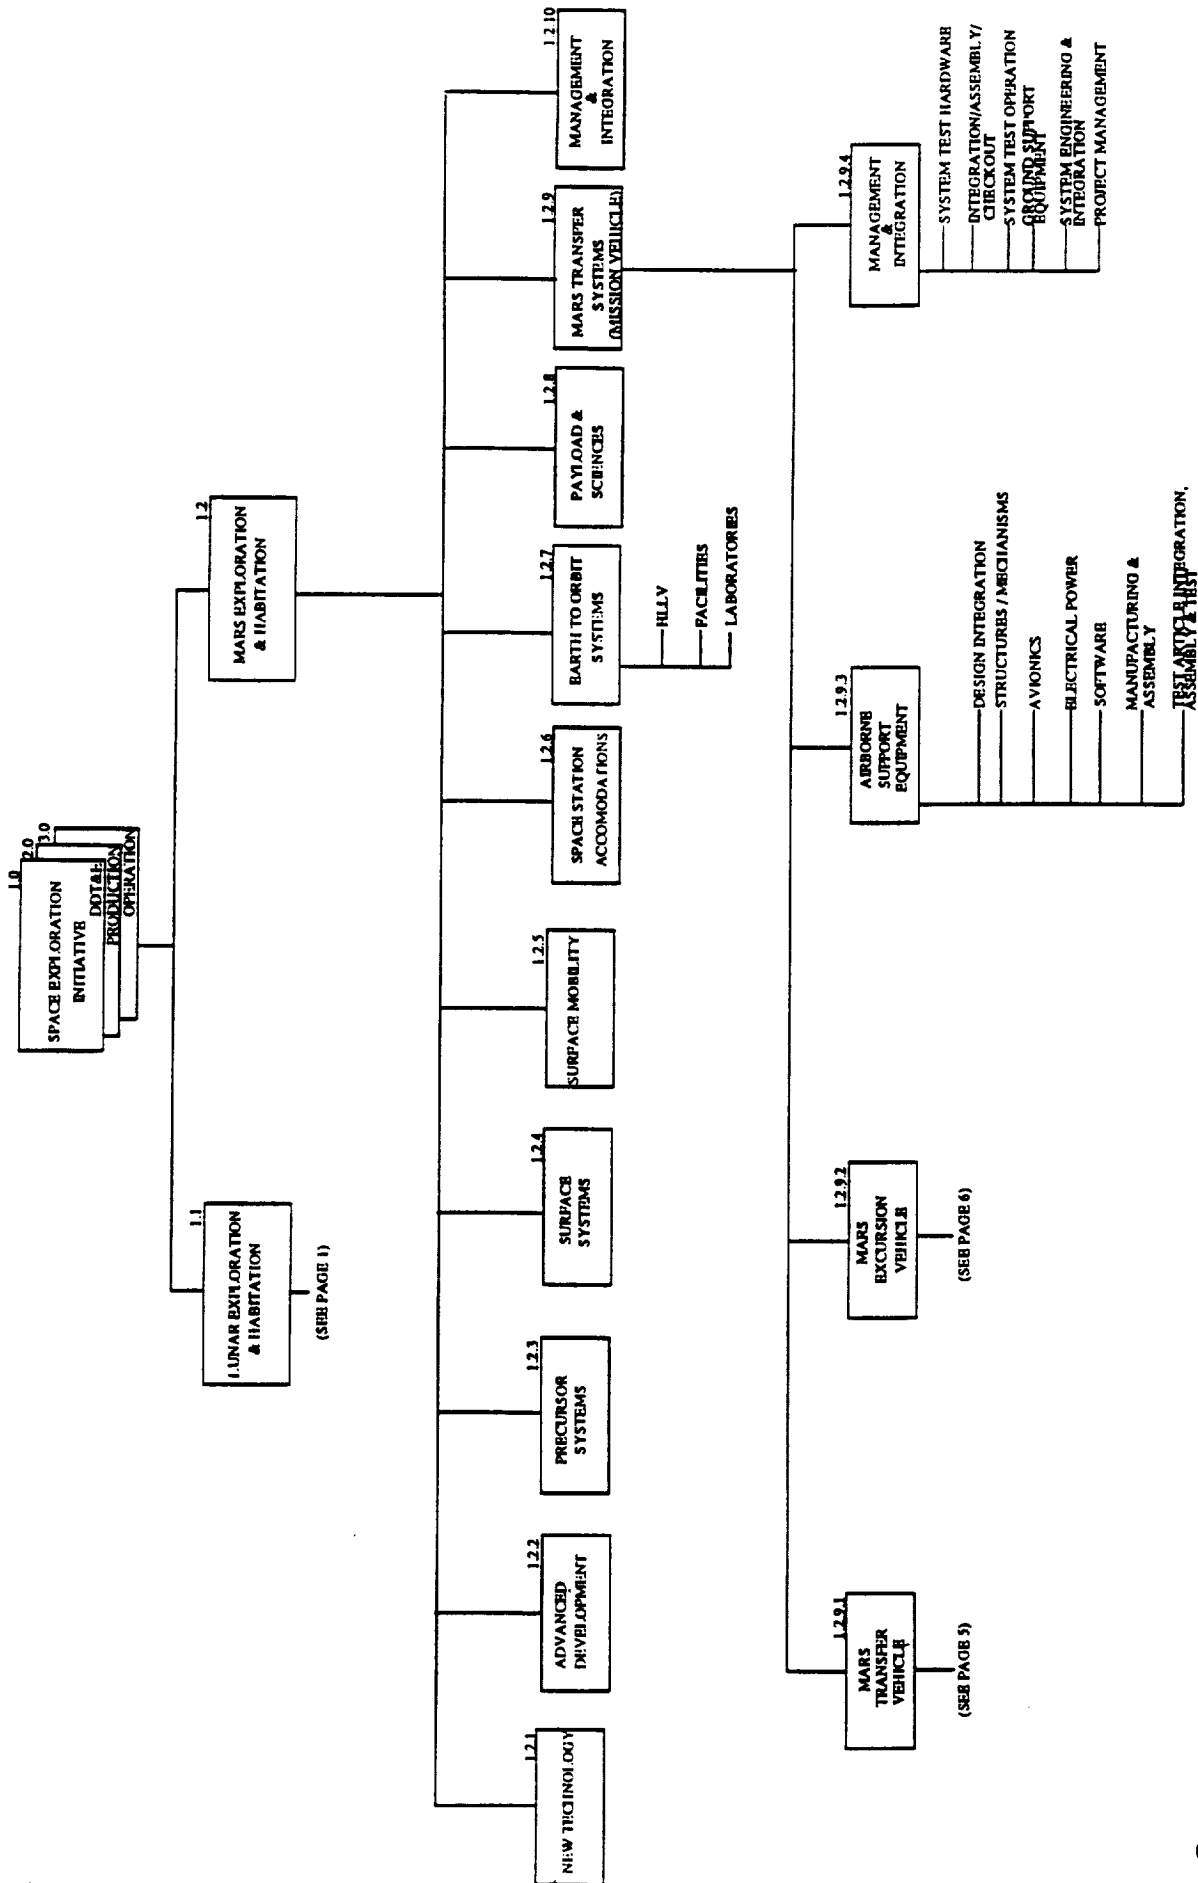 1.0
SPACE EXPLORATION
INITIATIVE
DDT&E
2.0
PRODUCTION
3.0
OPERATION
1.1
LUNAR EXPLORATION
& HABITATION
(SEE PAGE 1)
1.2
MARS EXPLORATION
& HABITATION
1.2.1
NEW TECHNOLOGY
1.2.2
ADVANCED
DEVELOPMENT
1.2.3
PRECURSOR
SYSTEMS
1.2.4
SURFACE
SYSTEMS
1.2.5
SURFACE MOBILITY
1.2.6
SPACE STATION
ACCOMODATIONS
1.2.7
EARTH TO ORBIT
SYSTEMS
HLLV
FACILITIES
LABORATORIES
1.2.8
PAYLOAD &
SCIENCES
1.2.9
MARS TRANSPER
SYSTEMS
(MISSION VEHICLE)
1.2.10
MANAGEMENT
&
INTEGRATION
1.2.9.1
MARS
TRANSFER
VEHICLE
(SEE PAGE 5)
1.2.9.2
MARS
EXCURSION
VEHICLE
(SEE PAGE 6)
1.2.9.3
AIRBORNE
SUPPORT
EQUIPMENT
DESIGN INTEGRATION
STRUCTURES / MECHANISMS
AVIONICS
ELECTRICAL POWER
SOFTWARE
MANUFACTURING &
ASSEMBLY
TEST ARTICLE INTEGRATION,
ASSEMBLY & TEST
1.2.9.4
MANAGEMENT
&
INTEGRATION
SYSTEM TEST HARDWARE
INTEGRATION/ASSEMBLY/
CHECKOUT
SYSTEM TEST OPERATION
GROUND SUPPORT
EQUIPMENT
SYSTEM ENGINEERING &
INTEGRATION
PROJECT MANAGEMENT